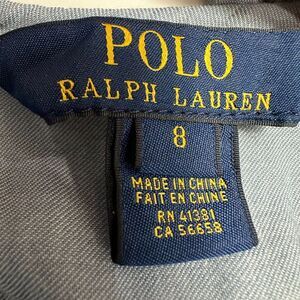 POLO
RALPH LAUREN
8
MADE IN CHINA
FAIT EN CHINE
RN 41381
CA 56658